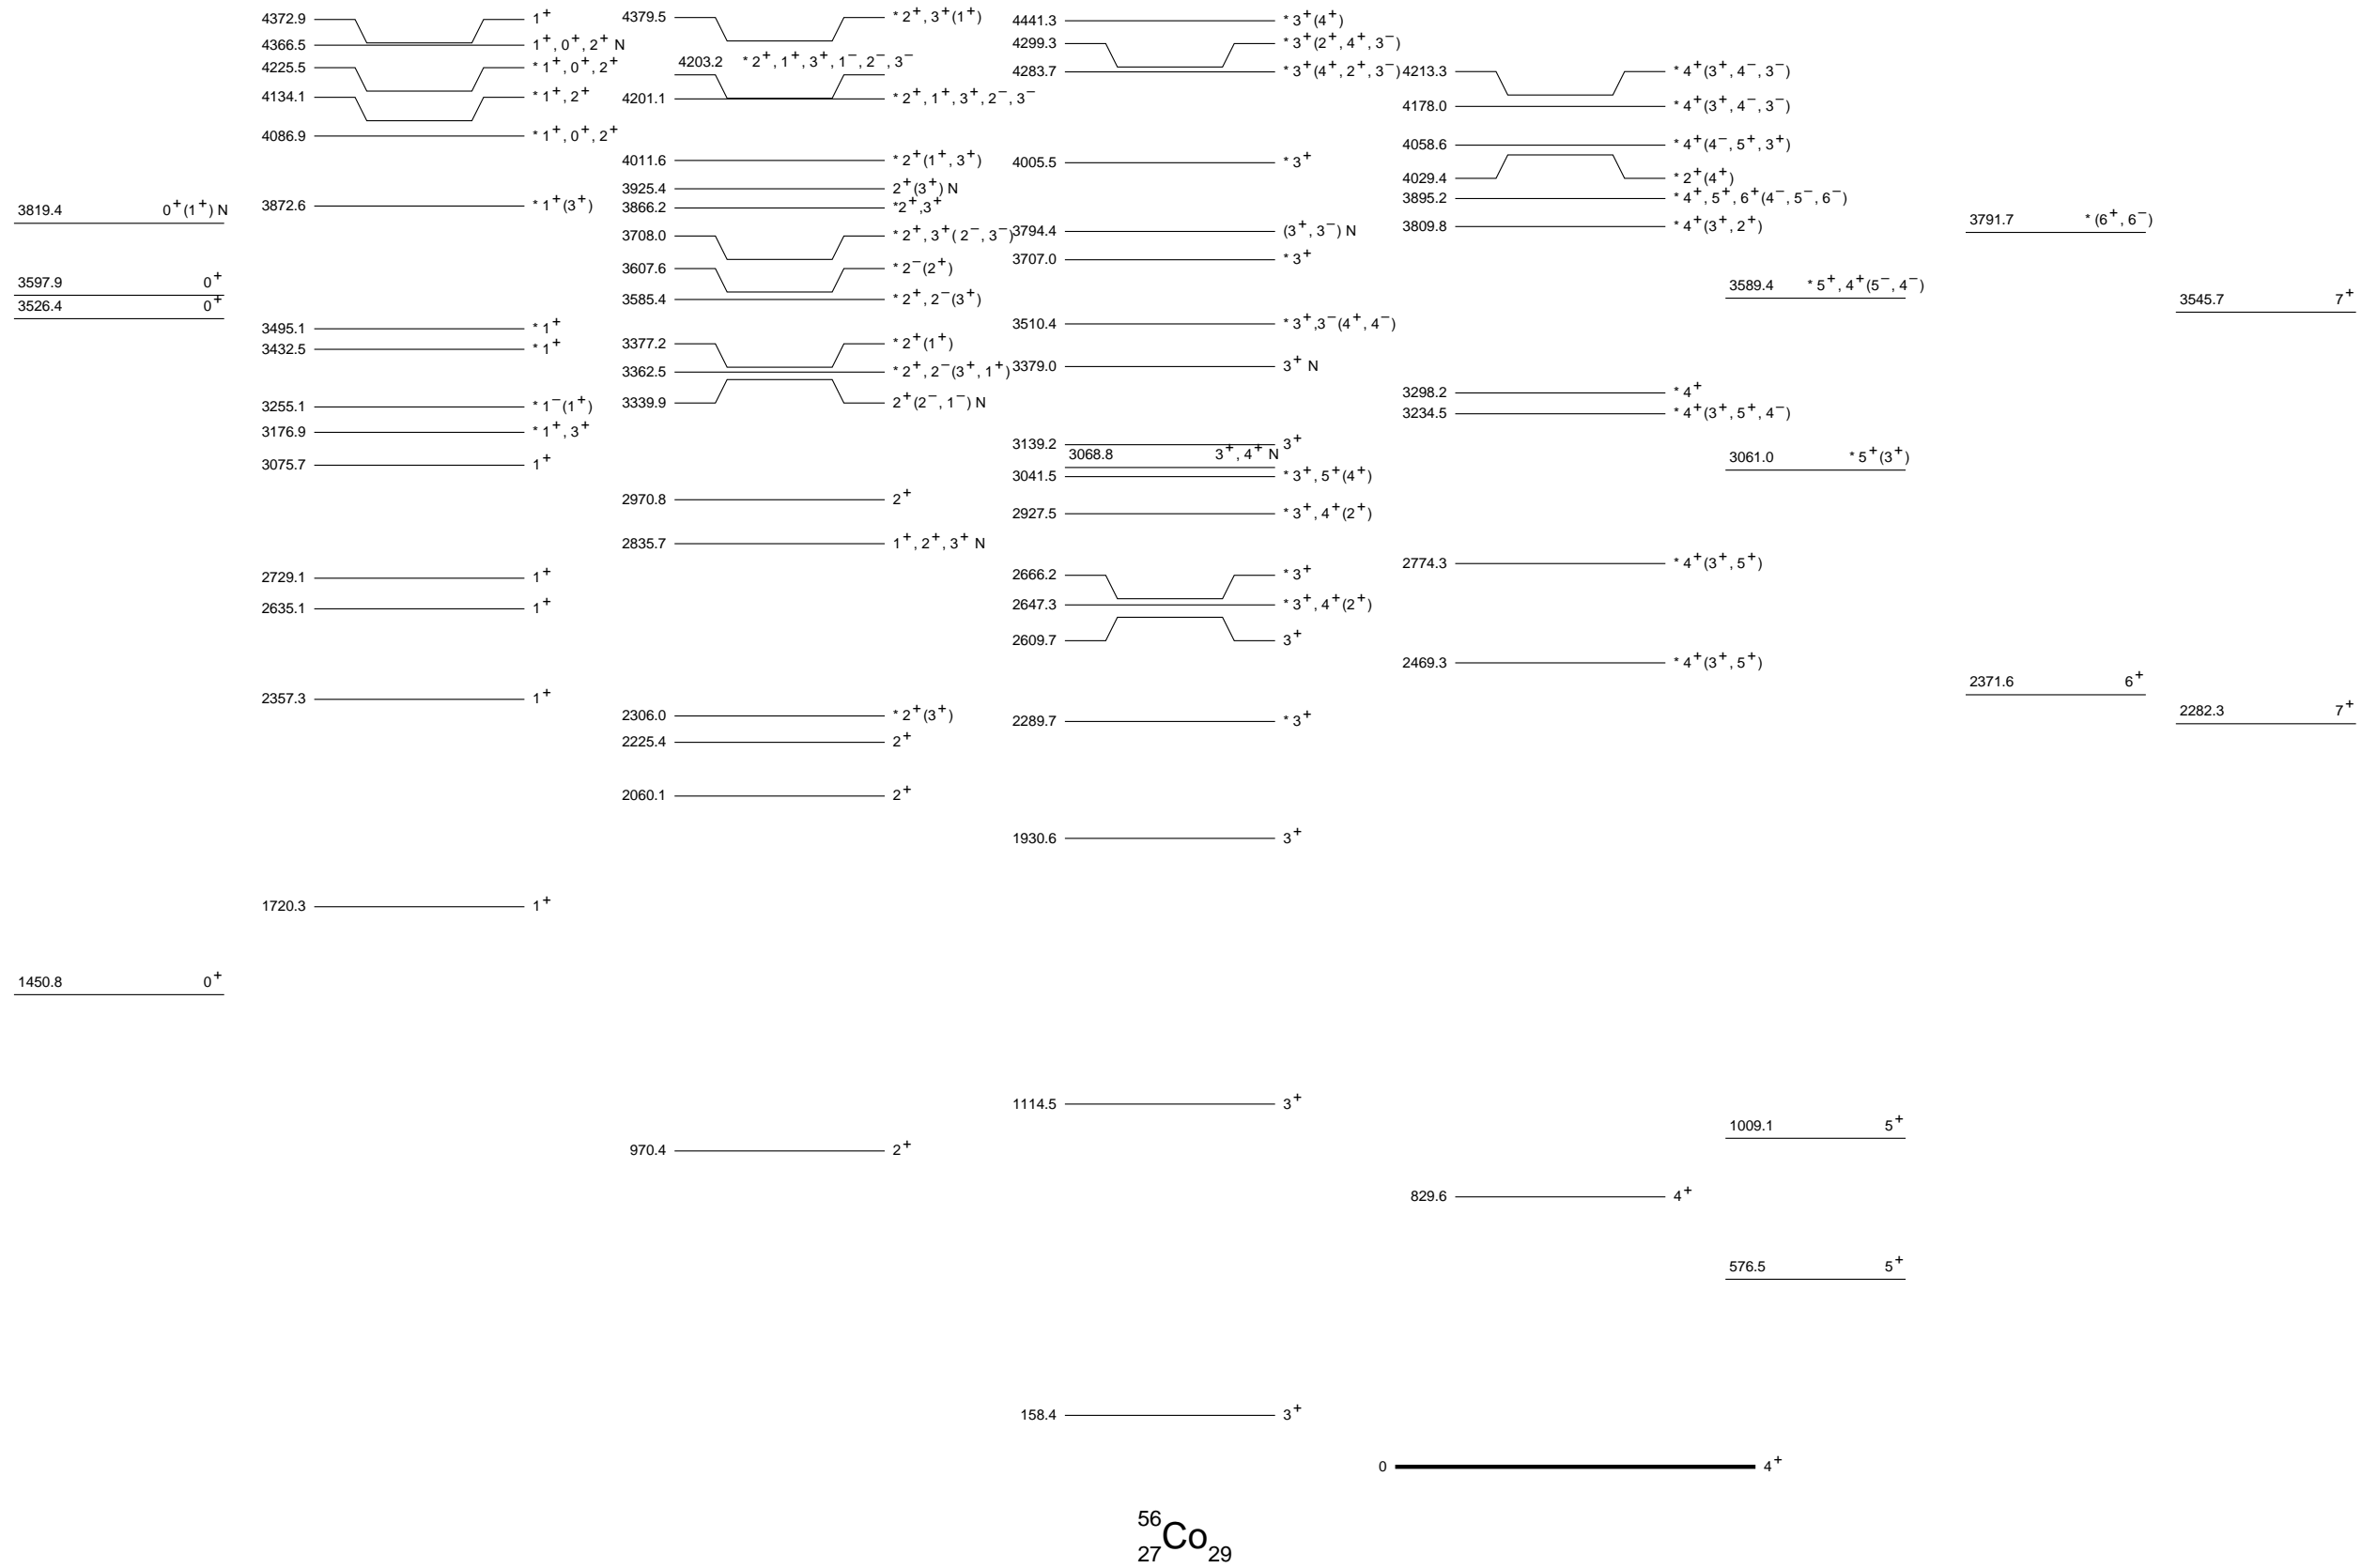 3819.4 0⁺(1⁺) N
3597.9 0⁺
3526.4 0⁺
1450.8 0⁺
4372.9 1⁺
4366.5 1⁺, 0⁺, 2⁺ N
4225.5 * 1⁺, 0⁺, 2⁺
4134.1 * 1⁺, 2⁺
4086.9 * 1⁺, 0⁺, 2⁺
3872.6 * 1⁺(3⁺)
3495.1 * 1⁺
3432.5 * 1⁺
3255.1 * 1⁻(1⁺)
3176.9 * 1⁺, 3⁺
3075.7 1⁺
2729.1 1⁺
2635.1 1⁺
2357.3 1⁺
1720.3 1⁺
4379.5 * 2⁺, 3⁺(1⁺)
4203.2 * 2⁺, 1⁺, 3⁺, 1⁻, 2⁻, 3⁻
4201.1 * 2⁺, 1⁺, 3⁺, 2⁻, 3⁻
4011.6 * 2⁺(1⁺, 3⁺)
3925.4 2⁺(3⁺) N
3866.2 *2⁺,3⁺
3708.0 * 2⁺, 3⁺( 2⁻, 3⁻)
3607.6 * 2⁻(2⁺)
3585.4 * 2⁺, 2⁻(3⁺)
3377.2 * 2⁺(1⁺)
3362.5 * 2⁺, 2⁻(3⁺, 1⁺)
3339.9 2⁺(2⁻, 1⁻) N
2970.8 2⁺
2835.7 1⁺, 2⁺, 3⁺ N
2306.0 * 2⁺(3⁺)
2225.4 2⁺
2060.1 2⁺
970.4 2⁺
4441.3 * 3⁺(4⁺)
4299.3 * 3⁺(2⁺, 4⁺, 3⁻)
4283.7 * 3⁺(4⁺, 2⁺, 3⁻)
4005.5 * 3⁺
3794.4 (3⁺, 3⁻) N
3707.0 * 3⁺
3510.4 * 3⁺,3⁻(4⁺, 4⁻)
3379.0 3⁺ N
3139.2 3⁺
3068.8 3⁺, 4⁺ N
3041.5 * 3⁺, 5⁺(4⁺)
2927.5 * 3⁺, 4⁺(2⁺)
2666.2 * 3⁺
2647.3 * 3⁺, 4⁺(2⁺)
2609.7 3⁺
2289.7 * 3⁺
1930.6 3⁺
1114.5 3⁺
158.4 3⁺
4213.3 * 4⁺(3⁺, 4⁻, 3⁻)
4178.0 * 4⁺(3⁺, 4⁻, 3⁻)
4058.6 * 4⁺(4⁻, 5⁺, 3⁺)
4029.4 * 2⁺(4⁺)
3895.2 * 4⁺, 5⁺, 6⁺(4⁻, 5⁻, 6⁻)
3809.8 * 4⁺(3⁺, 2⁺)
3298.2 * 4⁺
3234.5 * 4⁺(3⁺, 5⁺, 4⁻)
2774.3 * 4⁺(3⁺, 5⁺)
2469.3 * 4⁺(3⁺, 5⁺)
829.6 4⁺
0 4⁺
3589.4 * 5⁺, 4⁺(5⁻, 4⁻)
3061.0 * 5⁺(3⁺)
1009.1 5⁺
576.5 5⁺
3791.7 * (6⁺, 6⁻)
2371.6 6⁺
3545.7 7⁺
2282.3 7⁺
⁵⁶₂₇Co₂₉